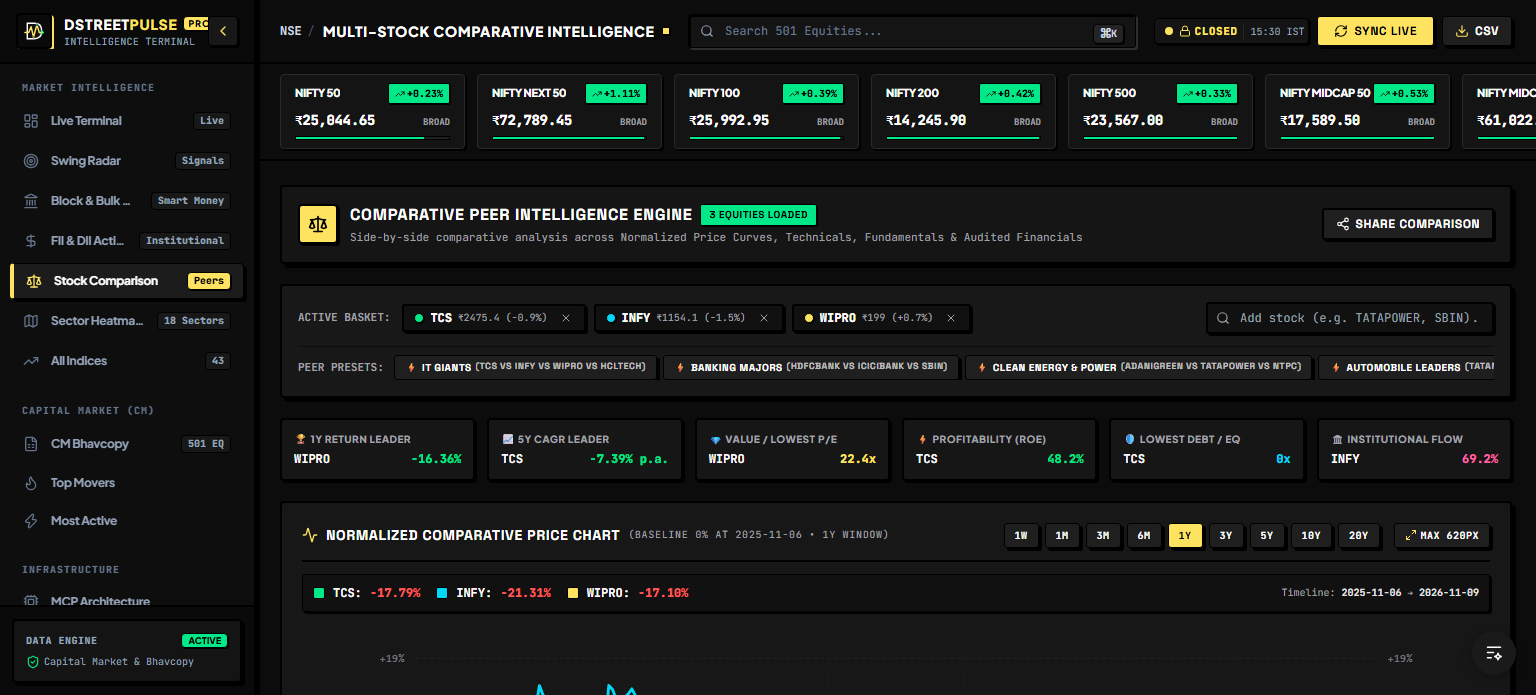 DSTREETPULSE PRO
INTELLIGENCE TERMINAL
NSE / MULTI-STOCK COMPARATIVE INTELLIGENCE
Search 501 Equities...
⌘K
CLOSED 15:30 IST
SYNC LIVE
CSV
MARKET INTELLIGENCE
Live Terminal Live
Swing Radar Signals
Block & Bulk ... Smart Money
FII & DII Acti... Institutional
Stock Comparison Peers
Sector Heatma... 18 Sectors
All Indices 43
CAPITAL MARKET (CM)
CM Bhavcopy 501 EQ
Top Movers
Most Active
INFRASTRUCTURE
MCP Architecture
DATA ENGINE ACTIVE
Capital Market & Bhavcopy
NIFTY 50 +0.23%
₹25,044.65 BROAD
NIFTY NEXT 50 +1.11%
₹72,789.45 BROAD
NIFTY 100 +0.39%
₹25,992.95 BROAD
NIFTY 200 +0.42%
₹14,245.90 BROAD
NIFTY 500 +0.33%
₹23,567.00 BROAD
NIFTY MIDCAP 50 +0.53%
₹17,589.50 BROAD
NIFTY MIDC
₹61,022.
COMPARATIVE PEER INTELLIGENCE ENGINE 3 EQUITIES LOADED
Side-by-side comparative analysis across Normalized Price Curves, Technicals, Fundamentals & Audited Financials
SHARE COMPARISON
ACTIVE BASKET: TCS ₹2475.4 (-0.9%) × INFY ₹1154.1 (-1.5%) × WIPRO ₹199 (+0.7%) ×
Add stock (e.g. TATAPOWER, SBIN).
PEER PRESETS: IT GIANTS (TCS VS INFY VS WIPRO VS HCLTECH) BANKING MAJORS (HDFCBANK VS ICICIBANK VS SBIN) CLEAN ENERGY & POWER (ADANIGREEN VS TATAPOWER VS NTPC) AUTOMOBILE LEADERS (TATA
1Y RETURN LEADER
WIPRO -16.36%
5Y CAGR LEADER
TCS -7.39% p.a.
VALUE / LOWEST P/E
WIPRO 22.4x
PROFITABILITY (ROE)
TCS 48.2%
LOWEST DEBT / EQ
TCS 0x
INSTITUTIONAL FLOW
INFY 69.2%
NORMALIZED COMPARATIVE PRICE CHART (BASELINE 0% AT 2025-11-06 • 1Y WINDOW)
1W 1M 3M 6M 1Y 3Y 5Y 10Y 20Y MAX 620PX
TCS: -17.79% INFY: -21.31% WIPRO: -17.10%
Timeline: 2025-11-06 → 2026-11-09
+19% +19%